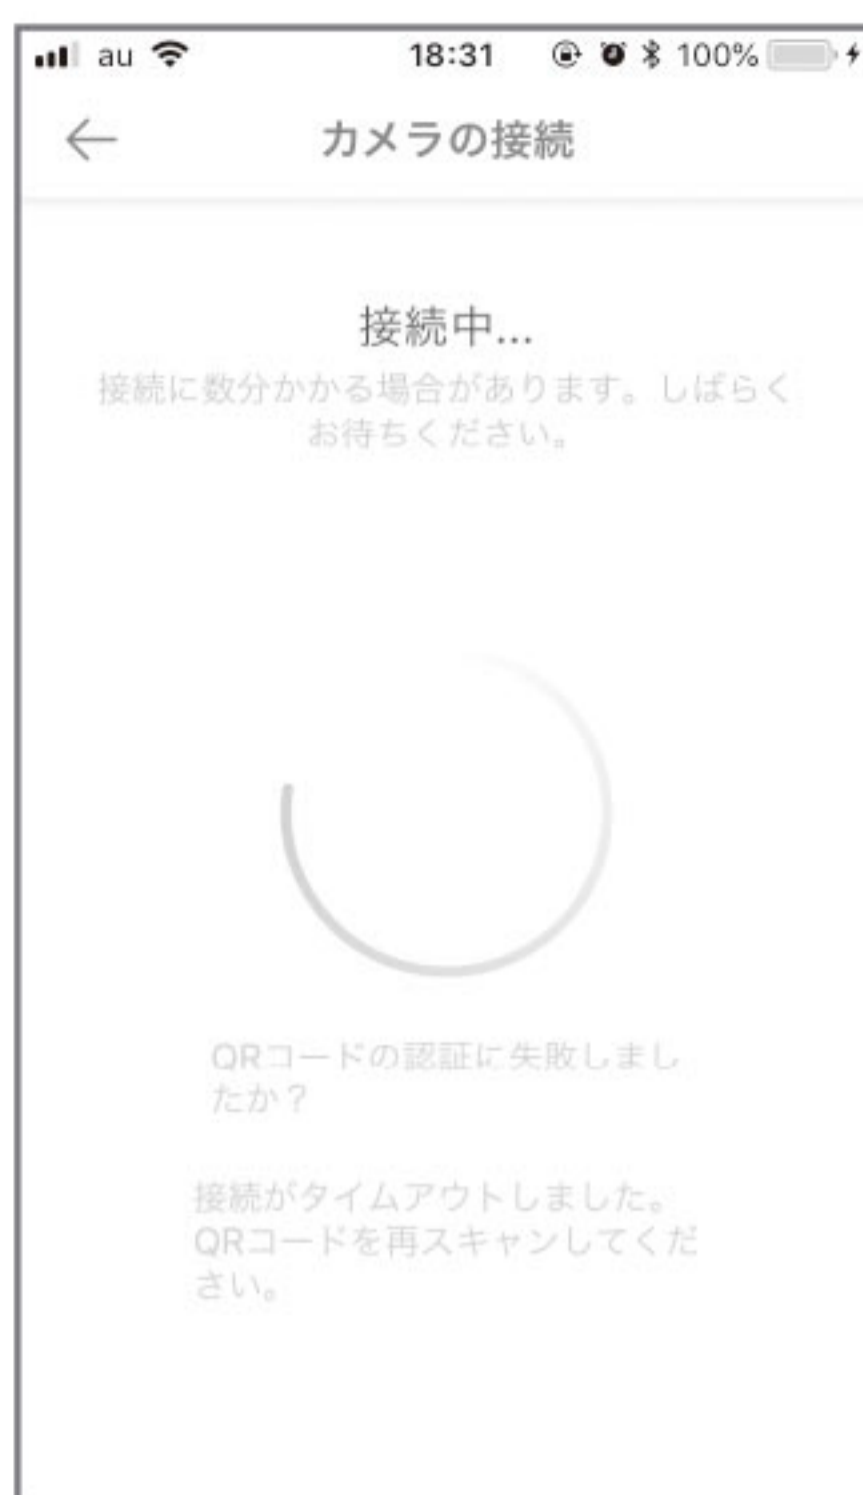 au 18:31 100%
カメラの接続
接続中...
接続に数分かかる場合があります。しばらく
お待ちください。
QRコードの認証に失敗しまし
たか？
接続がタイムアウトしました。
QRコードを再スキャンしてくだ
さい。